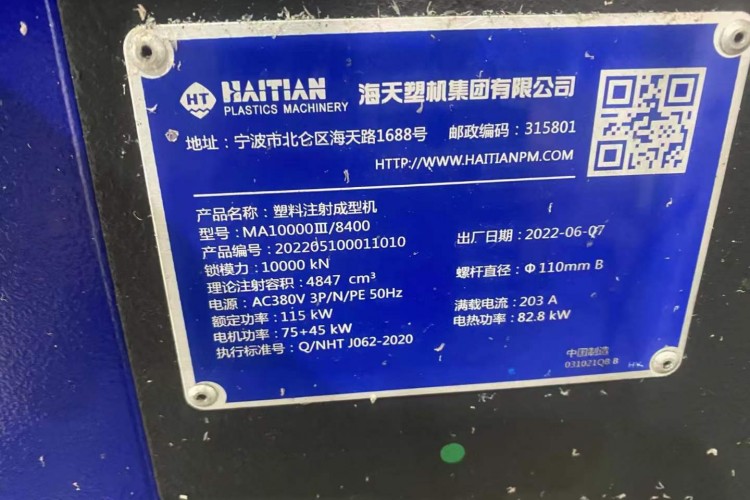 HT HAITIAN 海天塑机集团有限公司
PLASTICS MACHINERY
地址:宁波市北仑区海天路1688号 邮政编码:315801
HTTP://WWW.HAITIANPM.COM
产品名称:塑料注射成型机
型号:MA10000Ⅲ/8400 出厂日期:2022-06-07
产品编号:202205100011010
锁模力:10000 kN 螺杆直径:Φ110mm B
理论注射容积:4847 cm³
电源:AC380V 3P/N/PE 50Hz 满载电流:203 A
额定功率:115 kW 电热功率:82.8 kW
电机功率:75+45 kW
执行标准号:Q/NHT J062-2020
中国制造
031021Q8 B HY